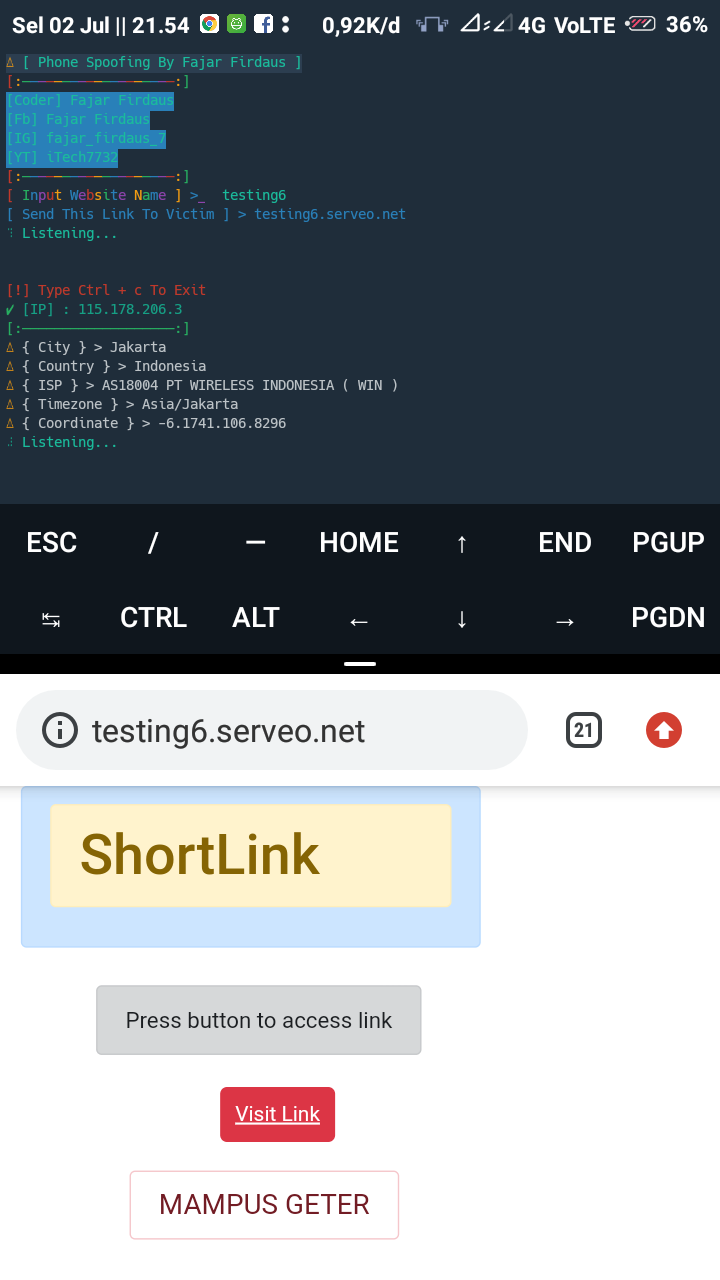 Sel 02 Jul || 21.54 0,92K/d 4G VoLTE 36%
[ Phone Spoofing By Fajar Firdaus ]
[:———————————:]
[Coder] Fajar Firdaus
[Fb] Fajar Firdaus
[IG] fajar_firdaus_7
[YT] iTech7732
[:———————————:]
[ Input Website Name ] >_ testing6
[ Send This Link To Victim ] > testing6.serveo.net
Listening...
[!] Type Ctrl + c To Exit
✔ [IP] : 115.178.206.3
[:———————————:]
Δ { City } > Jakarta
Δ { Country } > Indonesia
Δ { ISP } > AS18004 PT WIRELESS INDONESIA ( WIN )
Δ { Timezone } > Asia/Jakarta
Δ { Coordinate } > -6.1741.106.8296
Listening...
ESC / — HOME ↑ END PGUP
↹ CTRL ALT ← ↓ → PGDN
testing6.serveo.net 21
ShortLink
Press button to access link
Visit Link
MAMPUS GETER